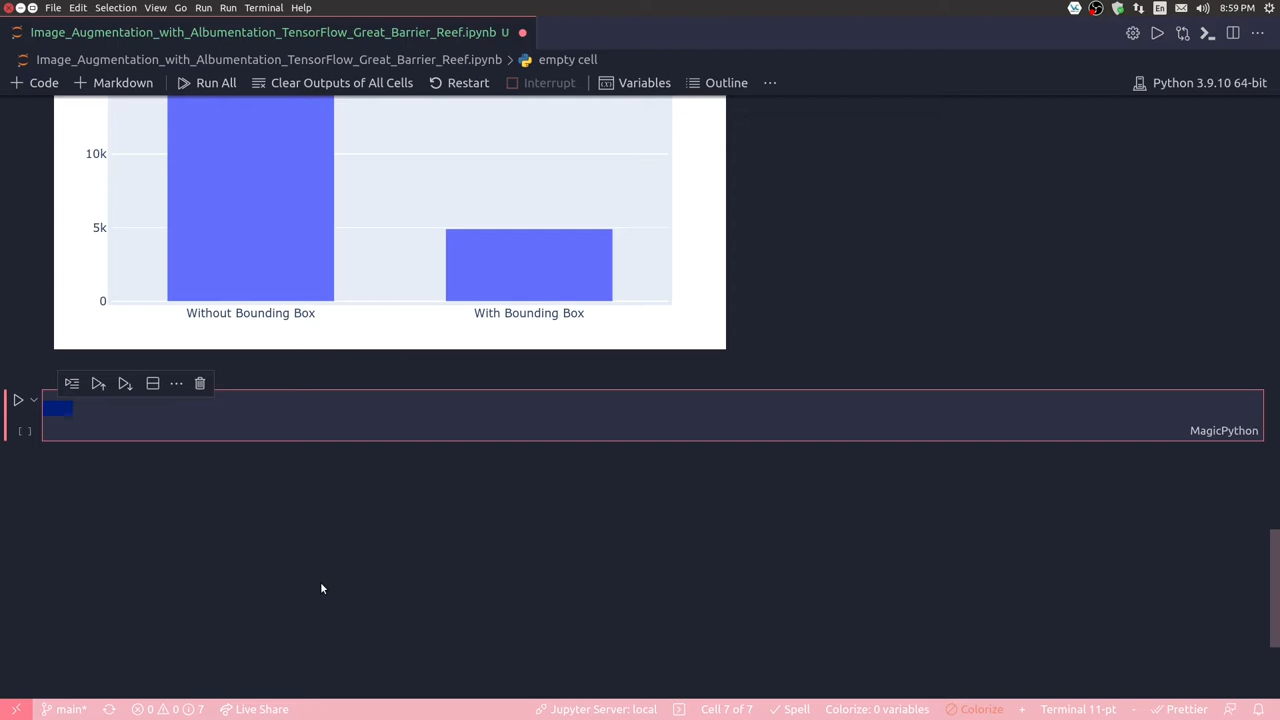 File Edit Selection View Go Run Run Terminal Help En 8:59 PM
Image_Augmentation_with_Albumentation_TensorFlow_Great_Barrier_Reef.ipynb U
Image_Augmentation_with_Albumentation_TensorFlow_Great_Barrier_Reef.ipynb > empty cell
+ Code + Markdown Run All Clear Outputs of All Cells Restart Interrupt Variables Outline ... Python 3.9.10 64-bit
10k
5k
0
Without Bounding Box With Bounding Box
[ ] MagicPython
main* 0 0 7 Live Share Jupyter Server: local Cell 7 of 7 Spell Colorize: 0 variables Colorize + Terminal 11-pt - Prettier